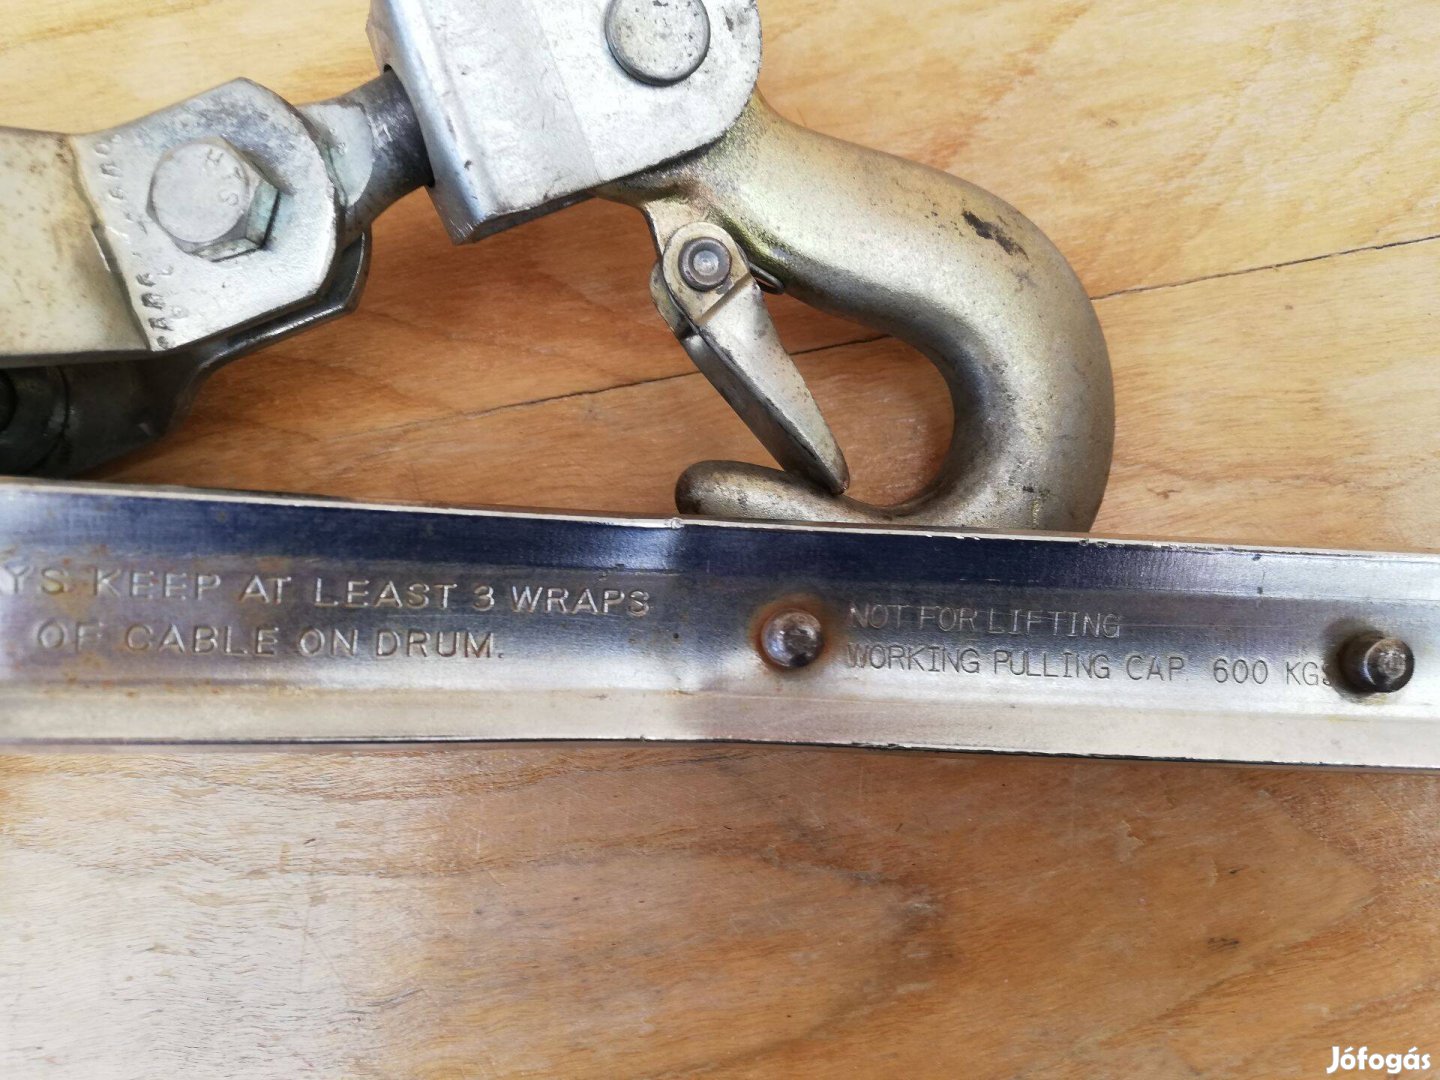 YS KEEP AT LEAST 3 WRAPS
OF CABLE ON DRUM.
NOT FOR LIFTING
WORKING PULLING CAP 600 KGS
Jófogás